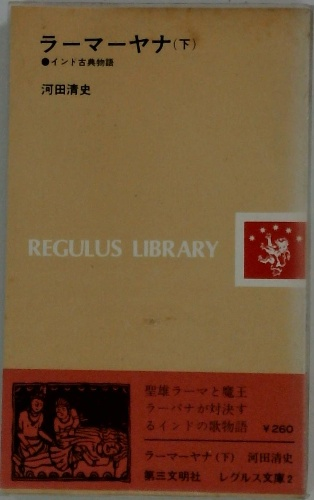 ラーマーヤナ(下)
●インド古典物語
河田清史
REGULUS LIBRARY
聖雄ラーマと魔王
ラーバナが対決す
るインドの歌物語
¥260
ラーマーヤナ(下) 河田清史
第三文明社 レグルス文庫2